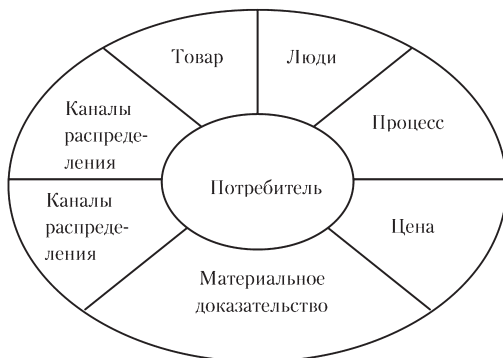 Товар
Люди
Каналы
распреде-
ления
Процесс
Потребитель
Каналы
распреде-
ления
Цена
Материальное
доказательство